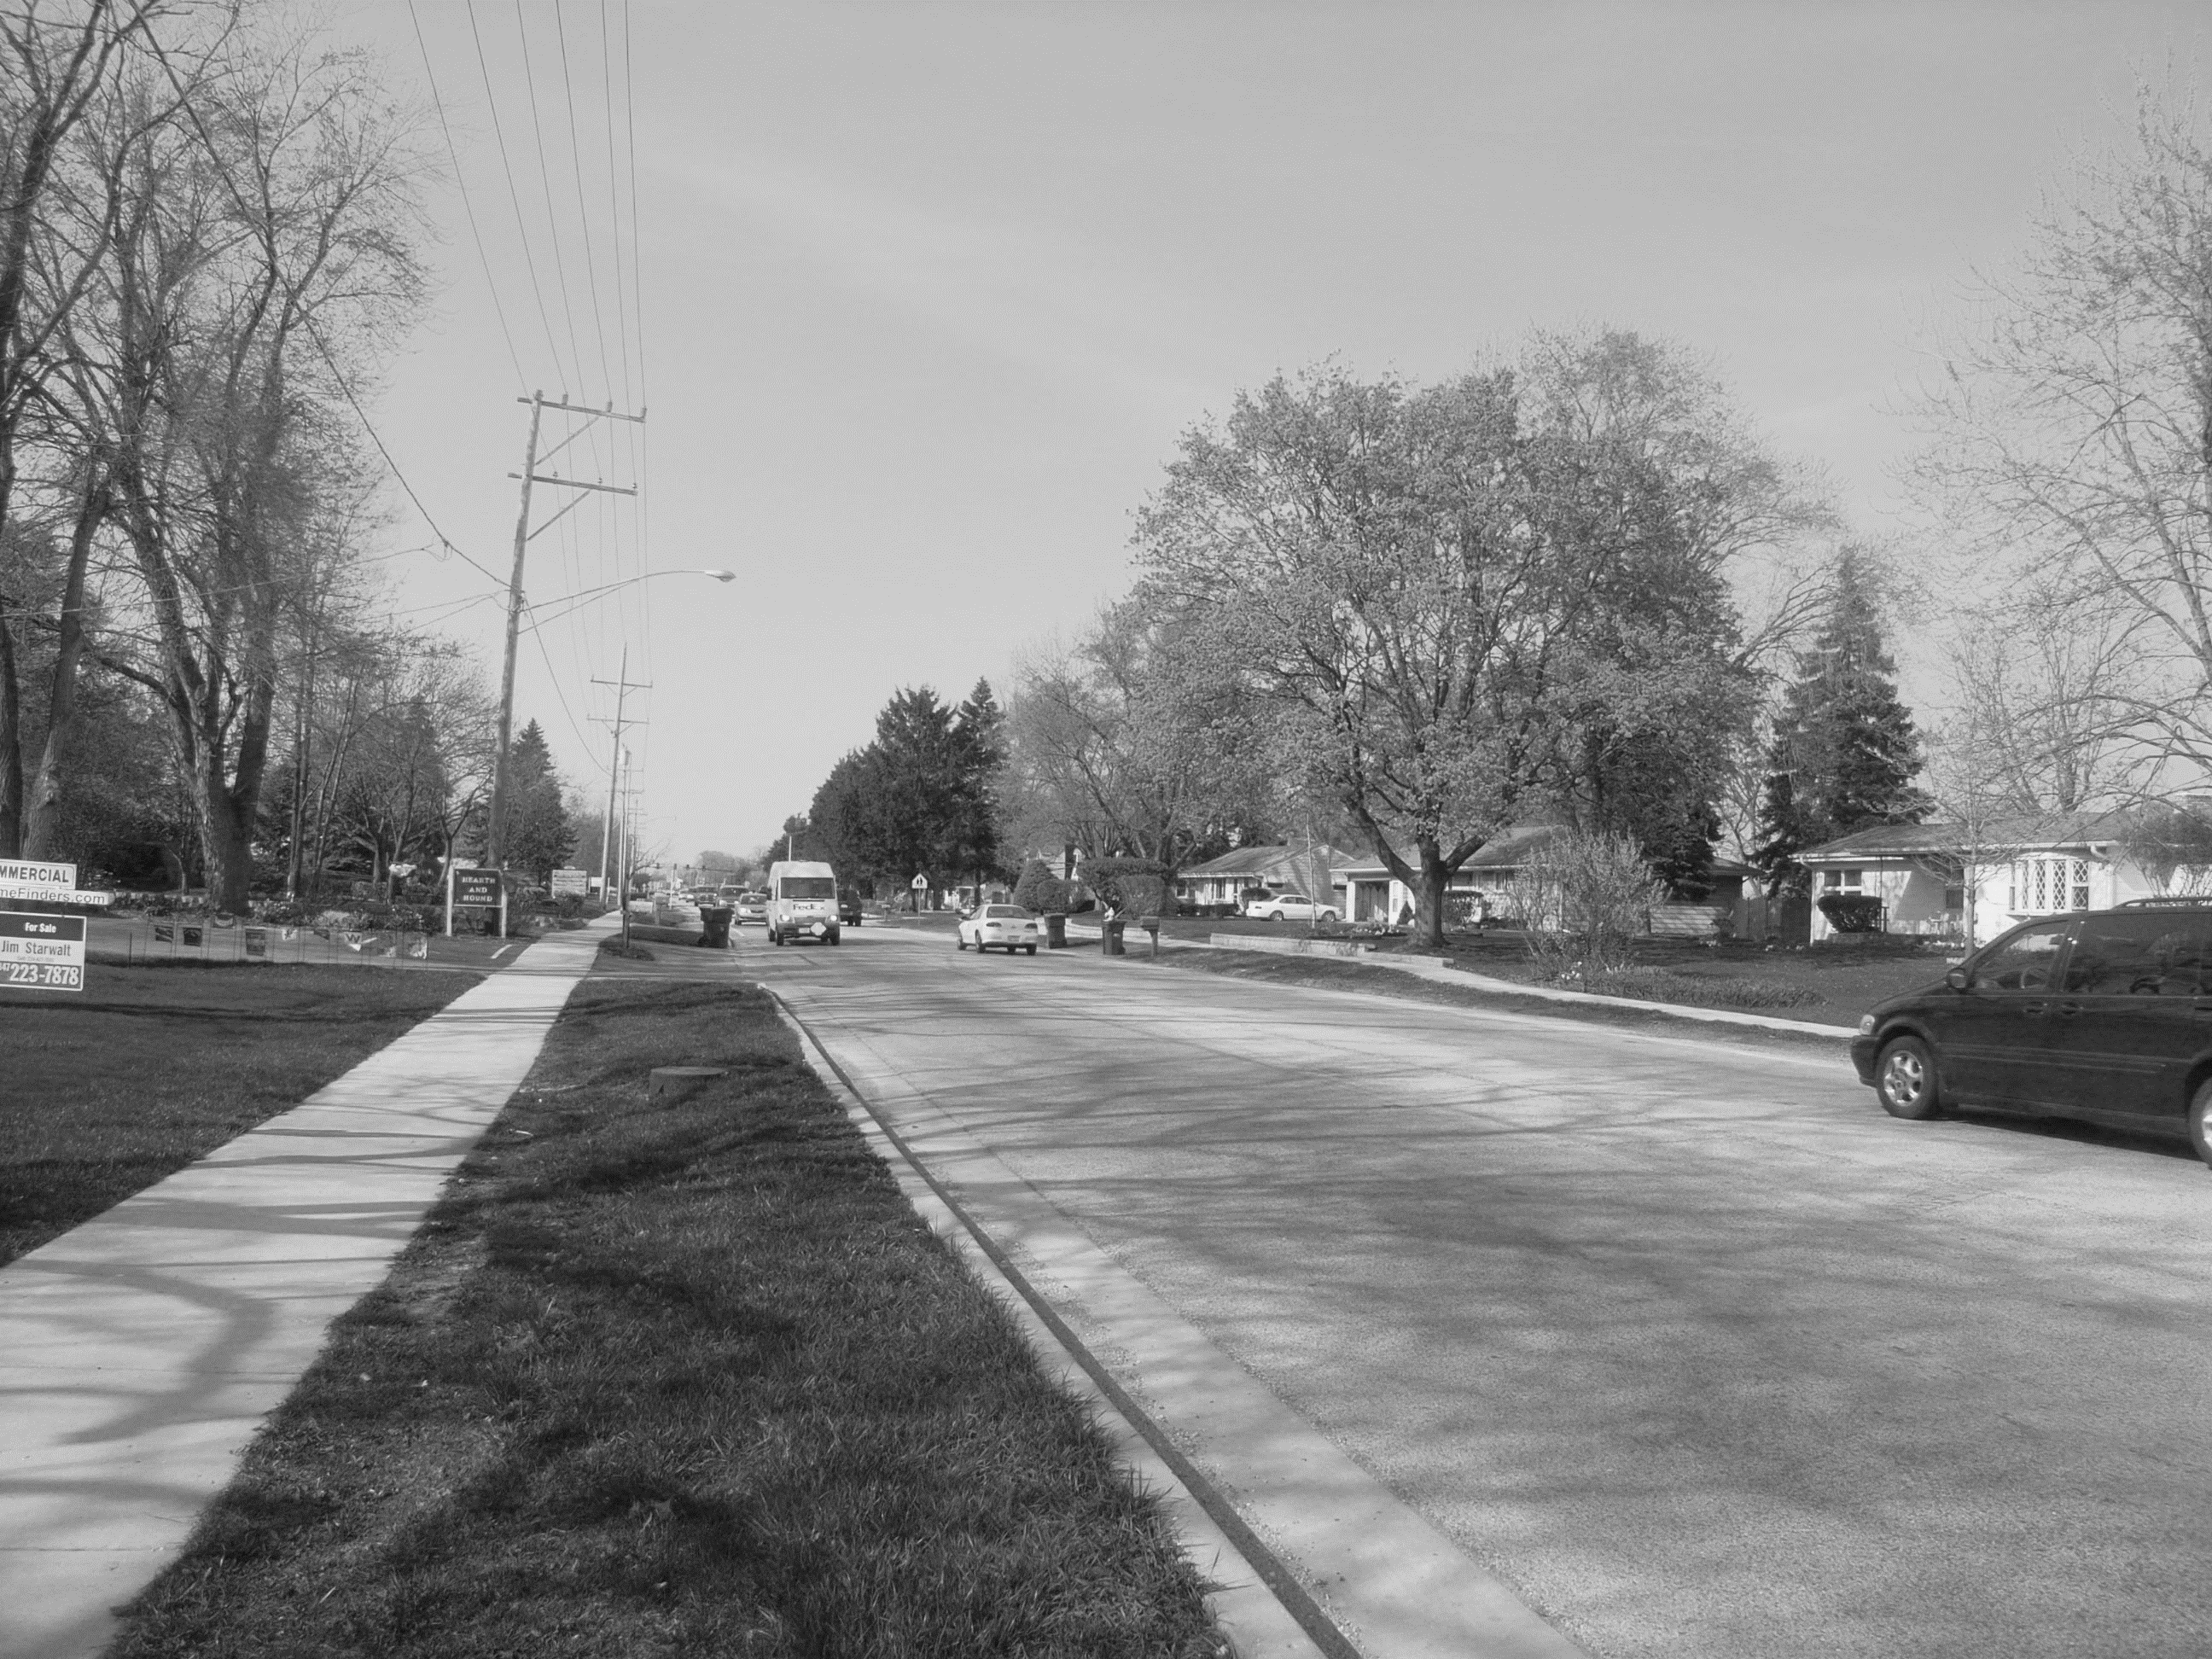 MMERCIAL
meFinders.com
For Sale
Jim Starwalt
223-7878
HEARTH
AND
HOUND
FedEx